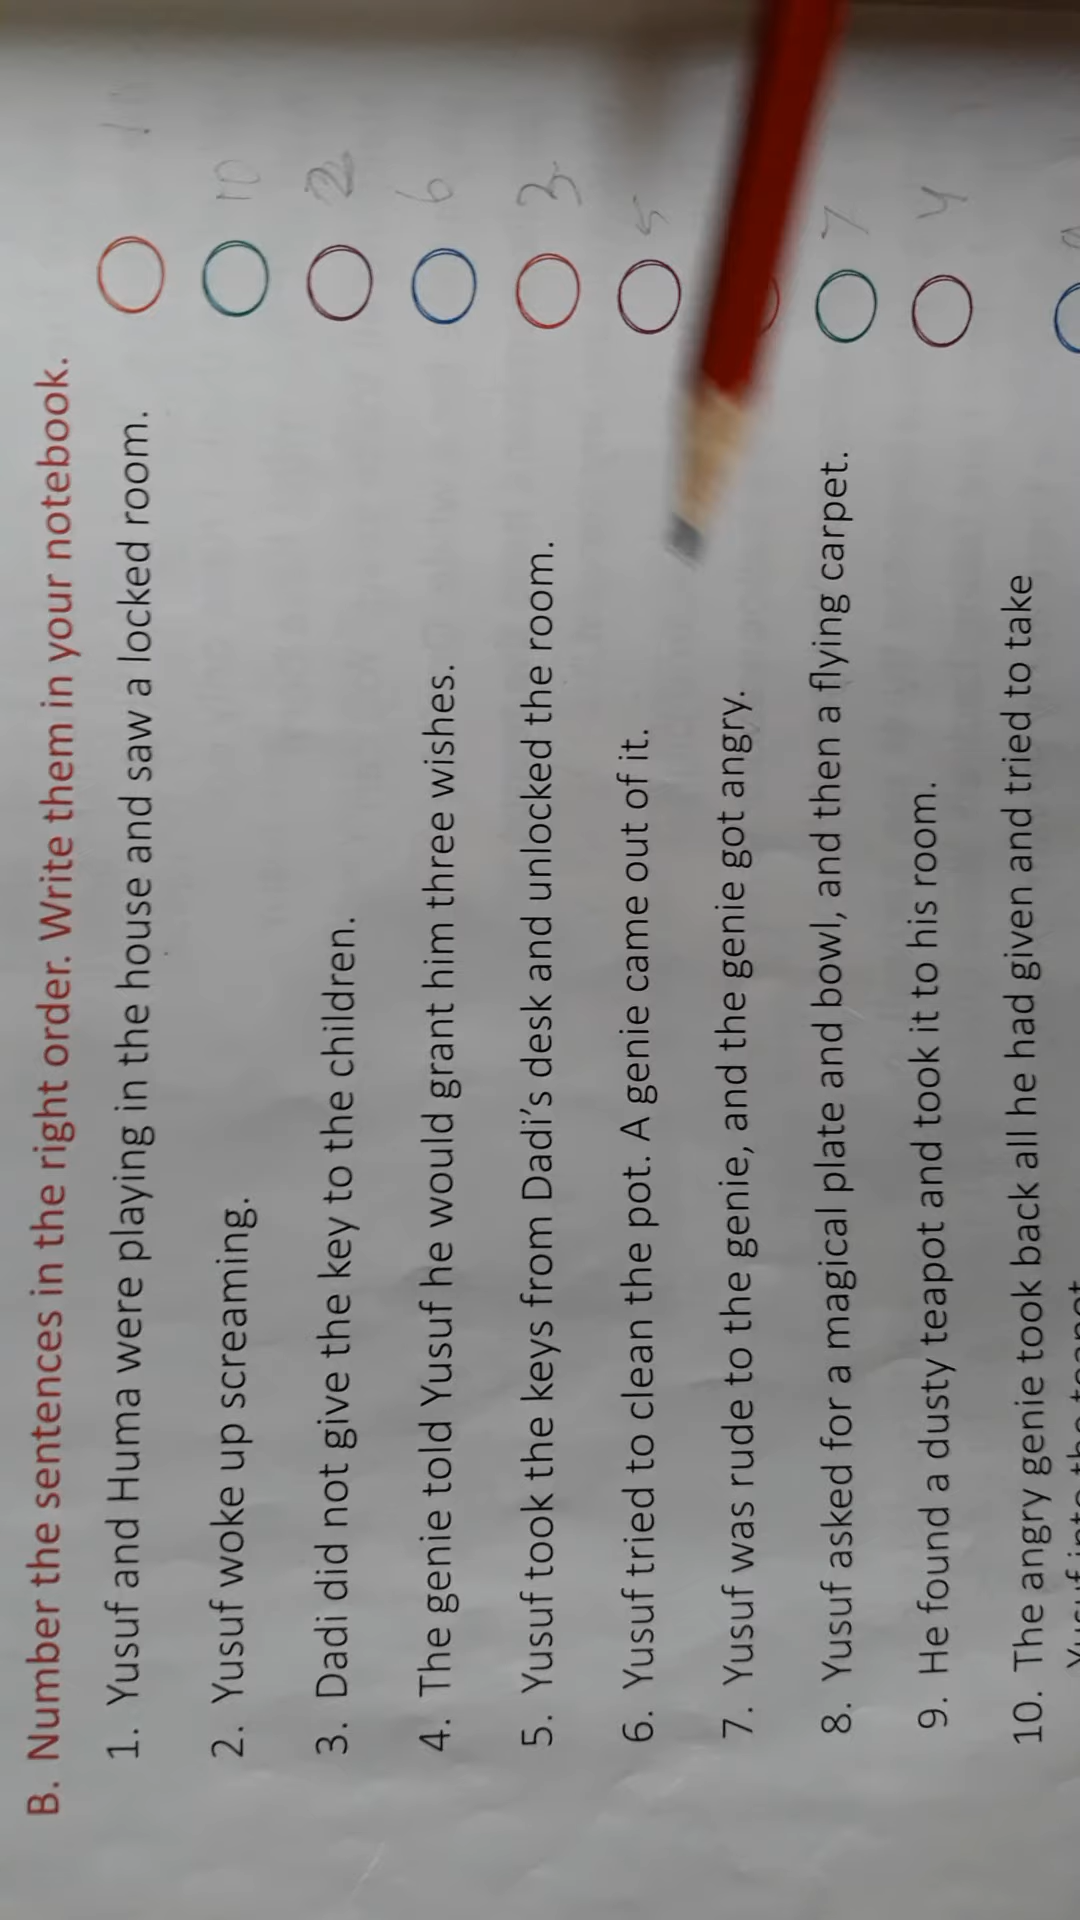 B. Number the sentences in the right order. Write them in your notebook.
1. Yusuf and Huma were playing in the house and saw a locked room. 1
2. Yusuf woke up screaming. 10
3. Dadi did not give the key to the children. 2
4. The genie told Yusuf he would grant him three wishes. 6
5. Yusuf took the keys from Dadi's desk and unlocked the room. 3
6. Yusuf tried to clean the pot. A genie came out of it. 5
7. Yusuf was rude to the genie, and the genie got angry.
8. Yusuf asked for a magical plate and bowl, and then a flying carpet. 7
9. He found a dusty teapot and took it to his room. 4
10. The angry genie took back all he had given and tried to take
Yusuf into the teapot